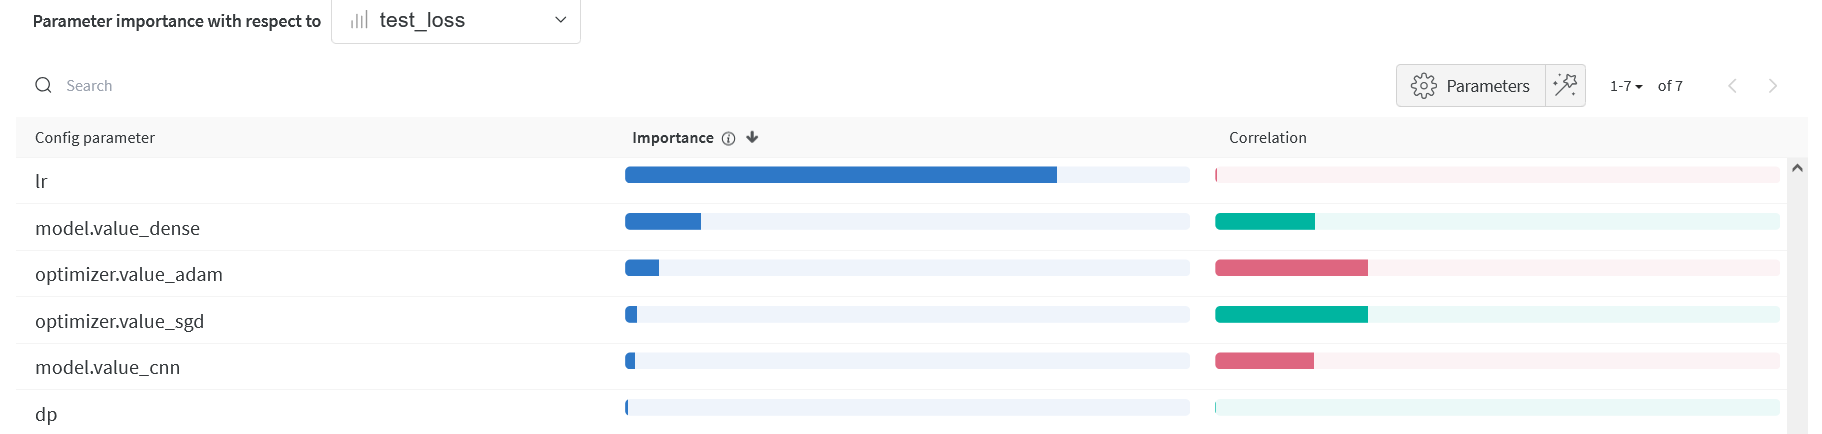 Parameter importance with respect to test_loss
Search Parameters 1-7 of 7
Config parameter Importance Correlation
lr
model.value_dense
optimizer.value_adam
optimizer.value_sgd
model.value_cnn
dp